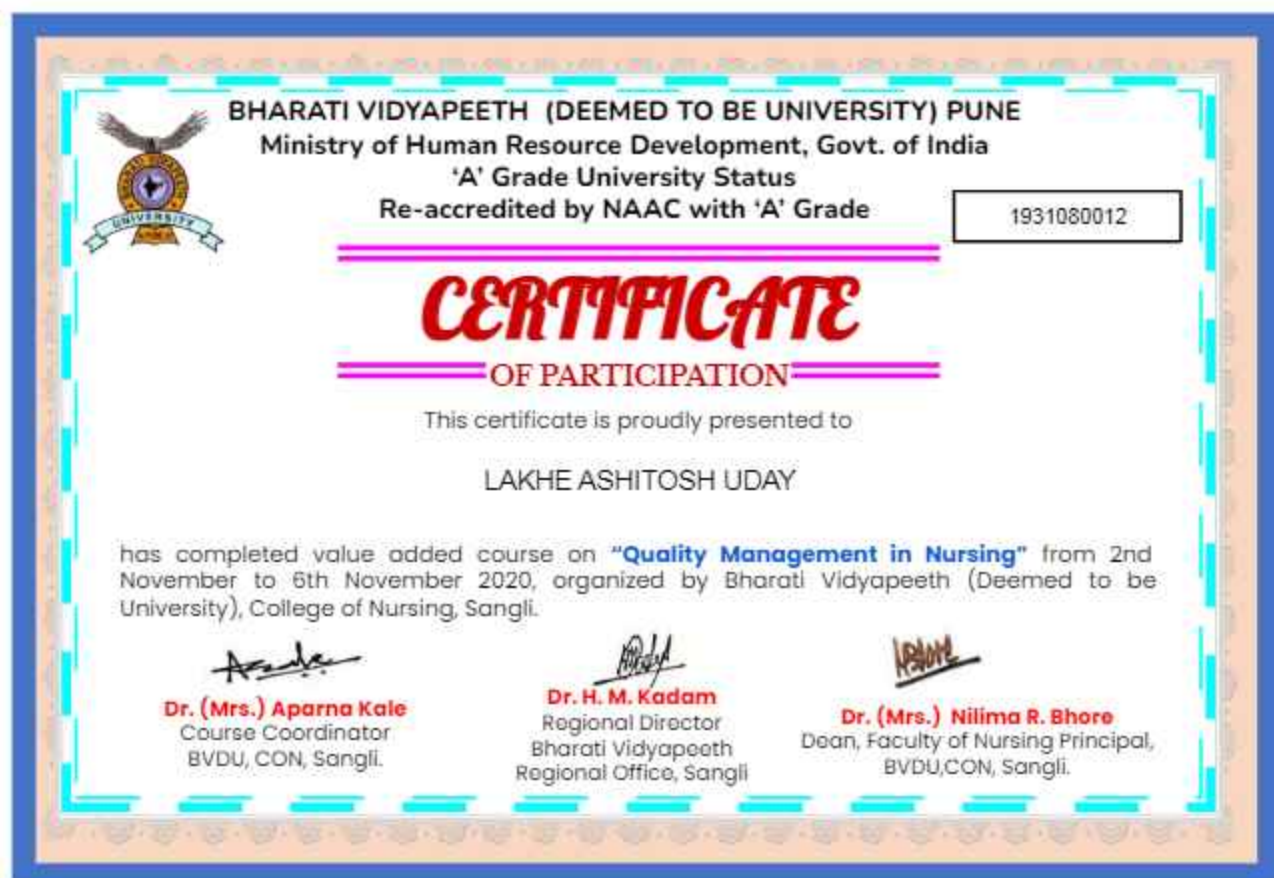 BHARATI VIDYAPEETH (DEEMED TO BE UNIVERSITY) PUNE
Ministry of Human Resource Development, Govt. of India
‘A’ Grade University Status
Re-accredited by NAAC with ‘A’ Grade
1931080012
BHARATI VIDYAPEETH
UNIVERSITY
CERTIFICATE
OF PARTICIPATION
This certificate is proudly presented to
LAKHE ASHITOSH UDAY
has completed value added course on “Quality Management in Nursing” from 2nd
November to 6th November 2020, organized by Bharati Vidyapeeth (Deemed to be
University), College of Nursing, Sangli.
Dr. (Mrs.) Aparna Kale
Course Coordinator
BVDU, CON, Sangli.
Dr. H. M. Kadam
Regional Director
Bharati Vidyapeeth
Regional Office, Sangli
Dr. (Mrs.) Nilima R. Bhore
Dean, Faculty of Nursing Principal,
BVDU,CON, Sangli.